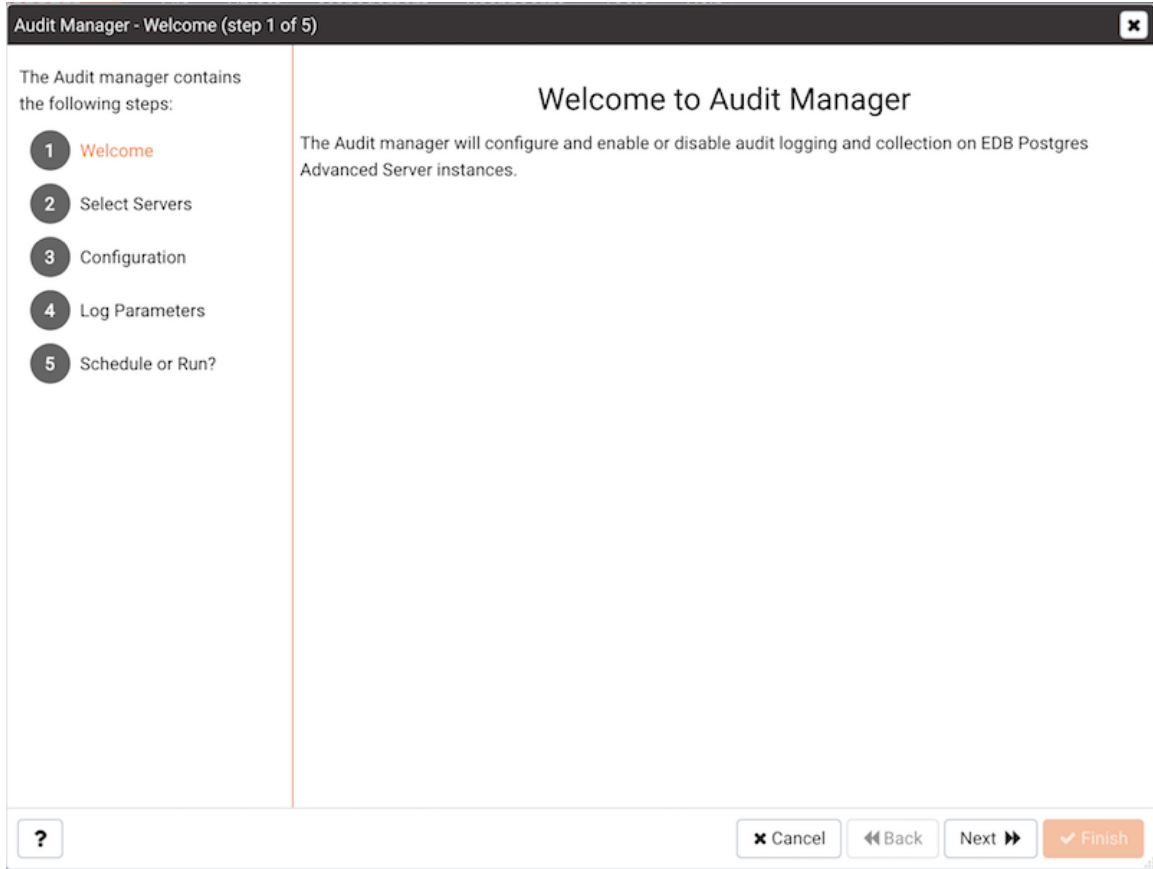 Audit Manager - Welcome (step 1 of 5)
The Audit manager contains
the following steps:
1 Welcome
2 Select Servers
3 Configuration
4 Log Parameters
5 Schedule or Run?
Welcome to Audit Manager
The Audit manager will configure and enable or disable audit logging and collection on EDB Postgres
Advanced Server instances.
? Cancel Back Next Finish